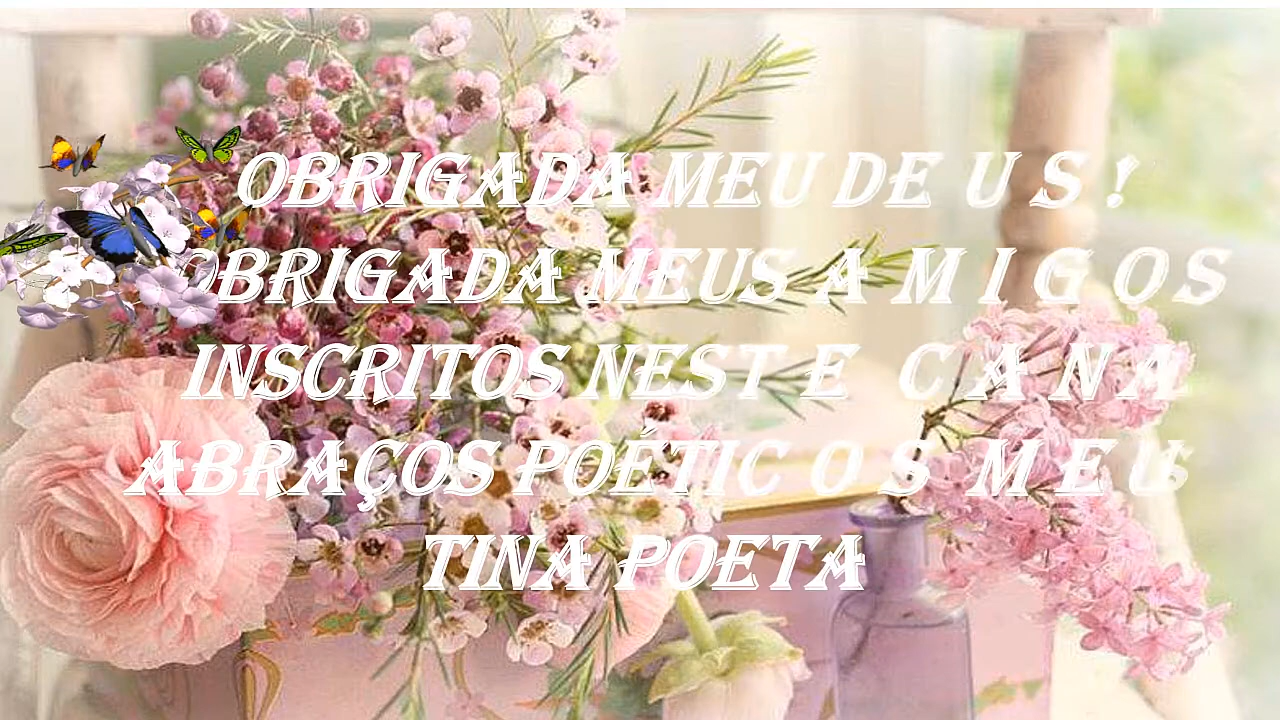 OBRIGADA MEU DE U S !
OBRIGADA MEUS A M I G OS
INSCRITOS NEST E C A N A
ABRAÇOS POÉTIC O S M E U S
TINA POETA